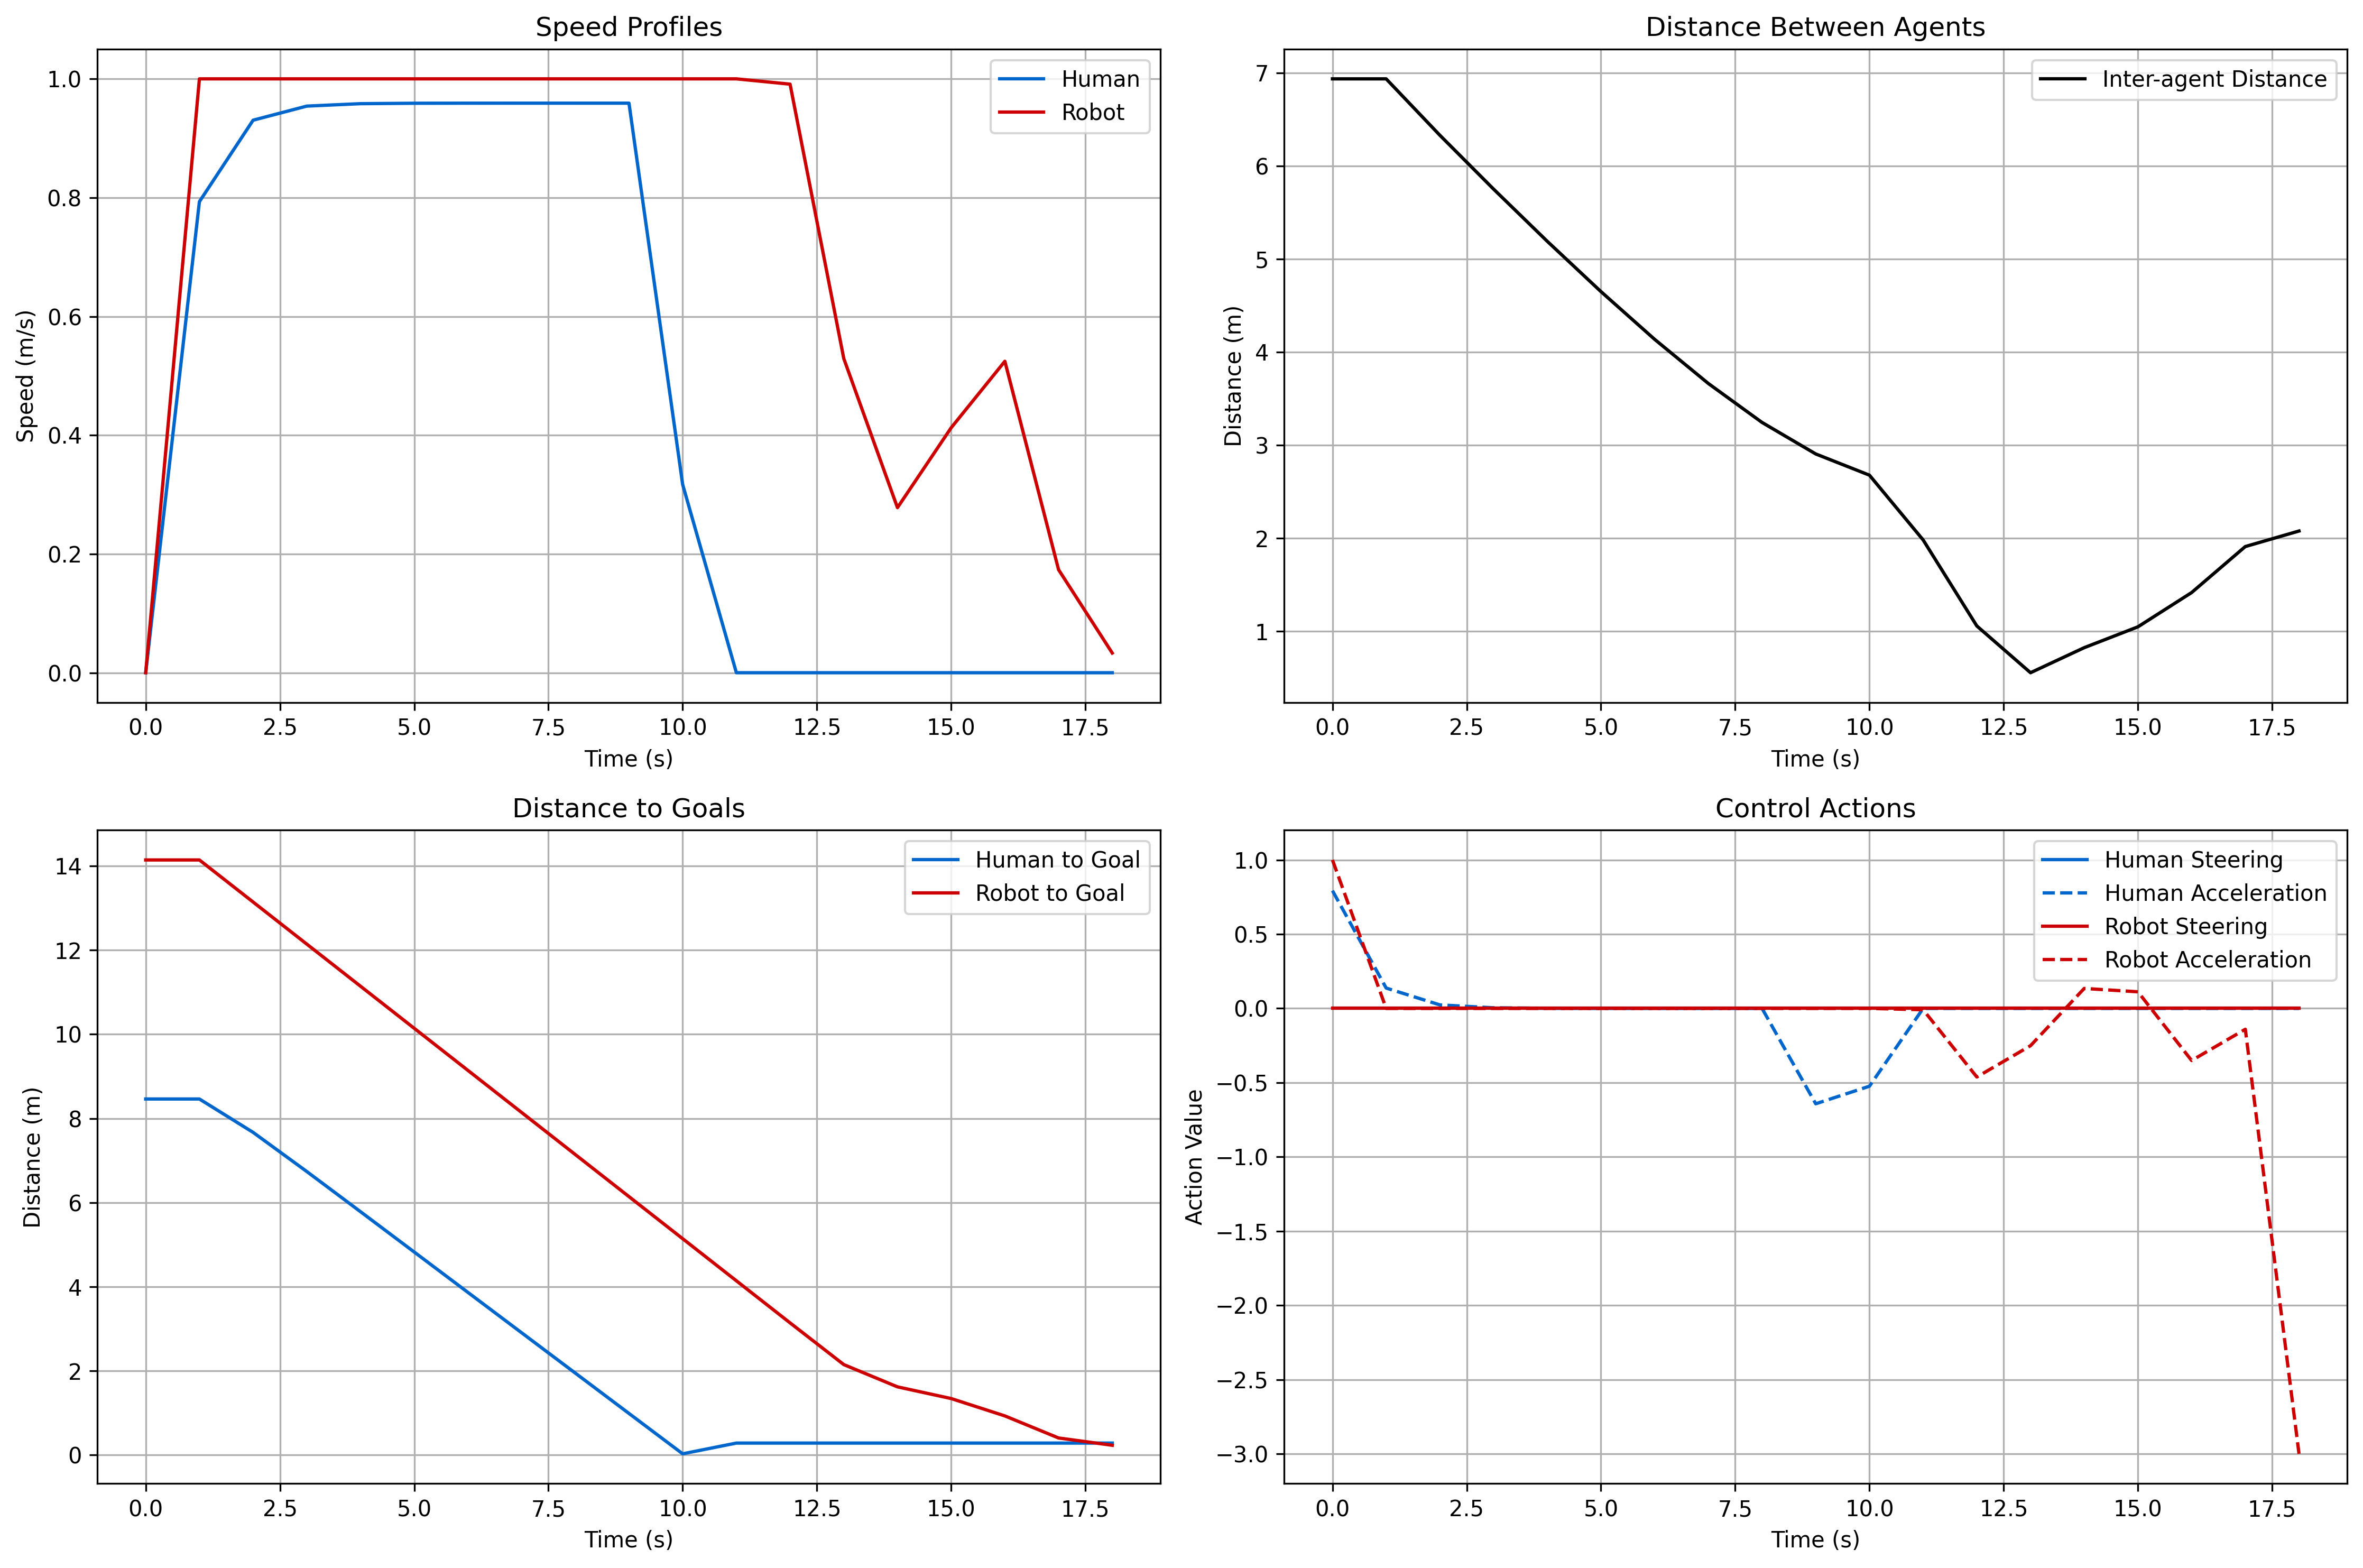 Speed Profiles
Speed (m/s)
1.0
0.8
0.6
0.4
0.2
0.0
Human
Robot
0.0 2.5 5.0 7.5 10.0 12.5 15.0 17.5
Time (s)
Distance Between Agents
Distance (m)
7
6
5
4
3
2
1
Inter-agent Distance
0.0 2.5 5.0 7.5 10.0 12.5 15.0 17.5
Time (s)
Distance to Goals
Distance (m)
14
12
10
8
6
4
2
0
Human to Goal
Robot to Goal
0.0 2.5 5.0 7.5 10.0 12.5 15.0 17.5
Time (s)
Control Actions
Action Value
1.0
0.5
0.0
−0.5
−1.0
−1.5
−2.0
−2.5
−3.0
Human Steering
Human Acceleration
Robot Steering
Robot Acceleration
0.0 2.5 5.0 7.5 10.0 12.5 15.0 17.5
Time (s)